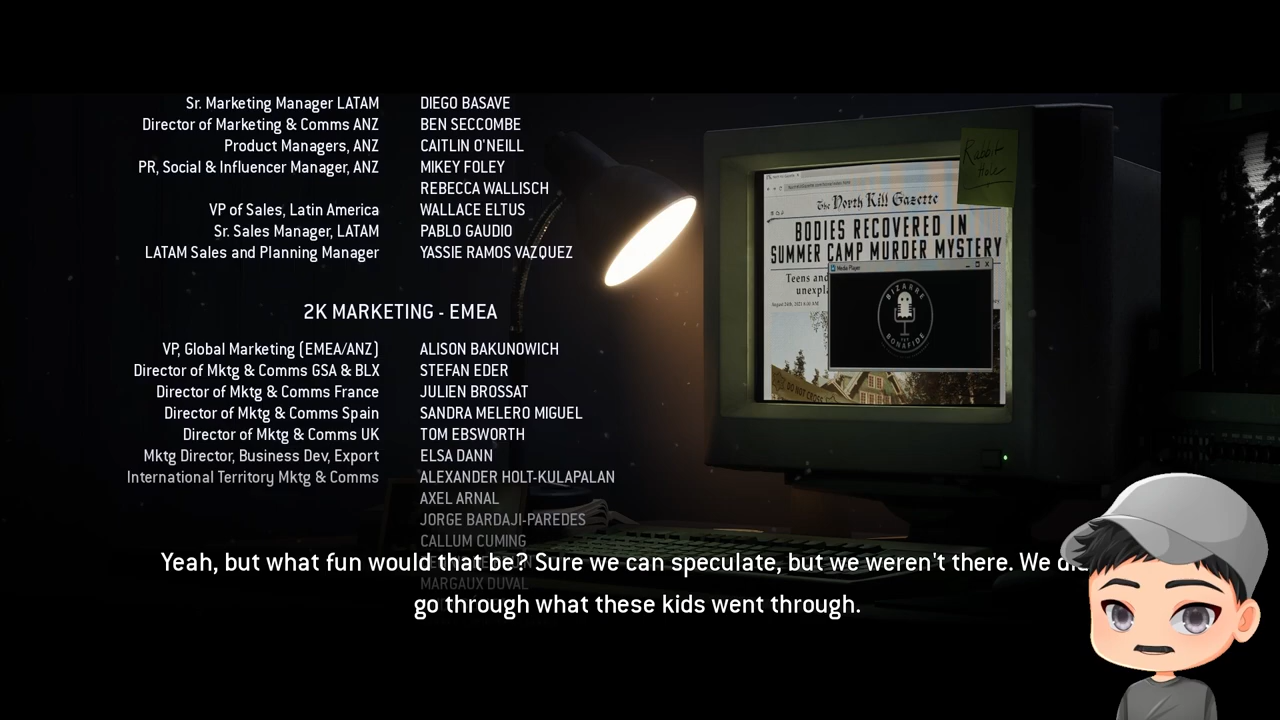 Sr. Marketing Manager LATAM DIEGO BASAVE
Director of Marketing & Comms ANZ BEN SECCOMBE
Product Managers, ANZ CAITLIN O'NEILL
PR, Social & Influencer Manager, ANZ MIKEY FOLEY
REBECCA WALLISCH
VP of Sales, Latin America WALLACE ELTUS
Sr. Sales Manager, LATAM PABLO GAUDIO
LATAM Sales and Planning Manager YASSIE RAMOS VAZQUEZ
2K MARKETING - EMEA
VP, Global Marketing (EMEA/ANZ) ALISON BAKUNOWICH
Director of Mktg & Comms GSA & BLX STEFAN EDER
Director of Mktg & Comms France JULIEN BROSSAT
Director of Mktg & Comms Spain SANDRA MELERO MIGUEL
Director of Mktg & Comms UK TOM EBSWORTH
Mktg Director, Business Dev, Export ELSA DANN
International Territory Mktg & Comms ALEXANDER HOLT-KULAPALAN
AXEL ARNAL
JORGE BARDAJI-PAREDES
CALLUM CUMING
MARGAUX DUVAL
Rabbit
Hole
The North Kill Gazette
BODIES RECOVERED IN
SUMMER CAMP MURDER MYSTERY
Teens and
unexpla
Media Player
BIZARRE
YET
BONAFIDE
DO NOT CROSS
Yeah, but what fun would that be? Sure we can speculate, but we weren't there. We
go through what these kids went through.